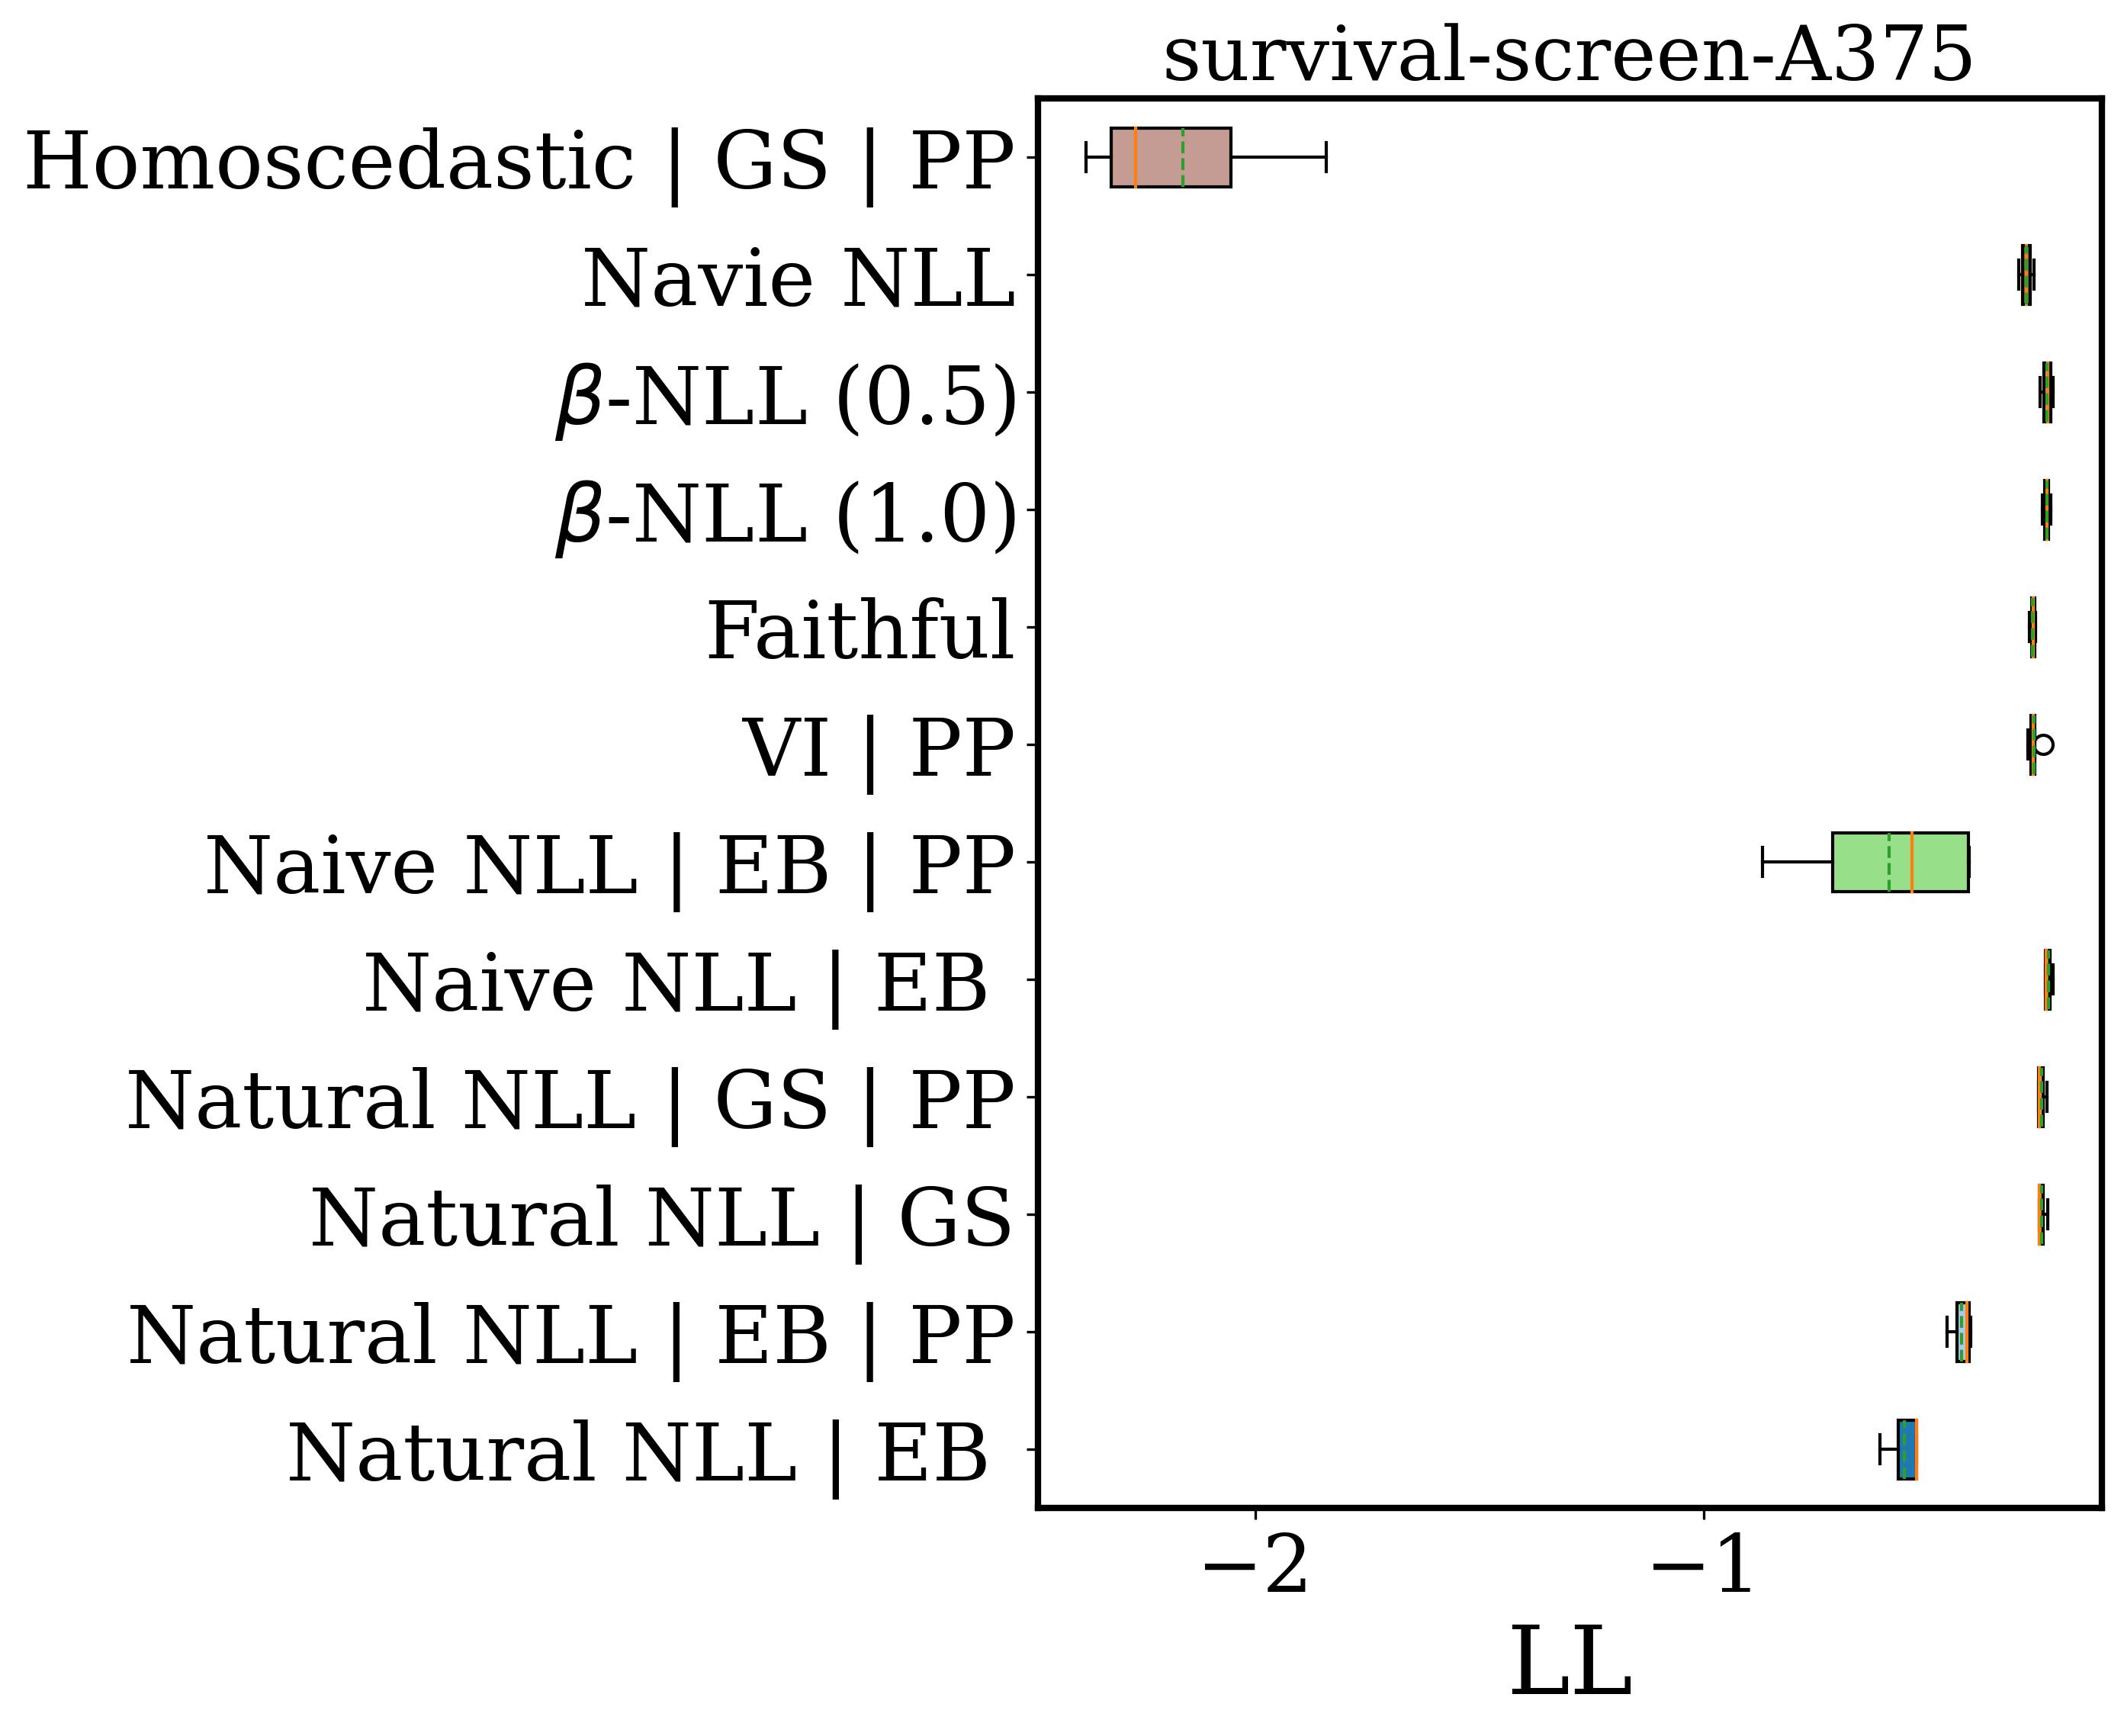 survival-screen-A375
Homoscedastic | GS | PP
Navie NLL
β-NLL (0.5)
β-NLL (1.0)
Faithful
VI | PP
Naive NLL | EB | PP
Naive NLL | EB
Natural NLL | GS | PP
Natural NLL | GS
Natural NLL | EB | PP
Natural NLL | EB
−2 −1
LL